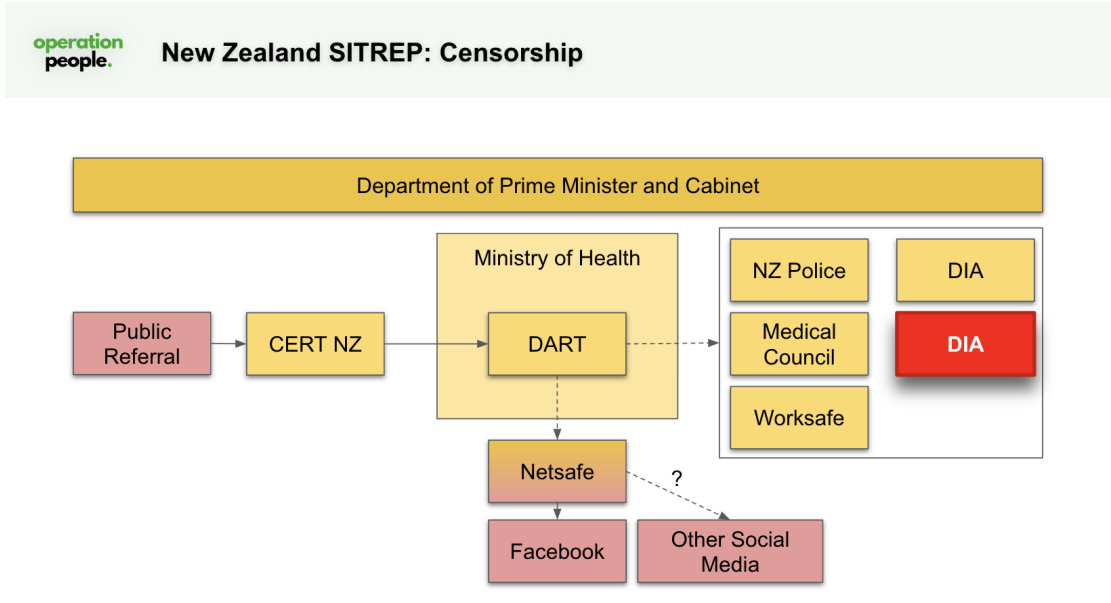 operation
people.
New Zealand SITREP: Censorship
Department of Prime Minister and Cabinet
Ministry of Health
NZ Police
DIA
Public
Referral
CERT NZ
DART
Medical
Council
DIA
Worksafe
Netsafe
?
Facebook
Other Social
Media